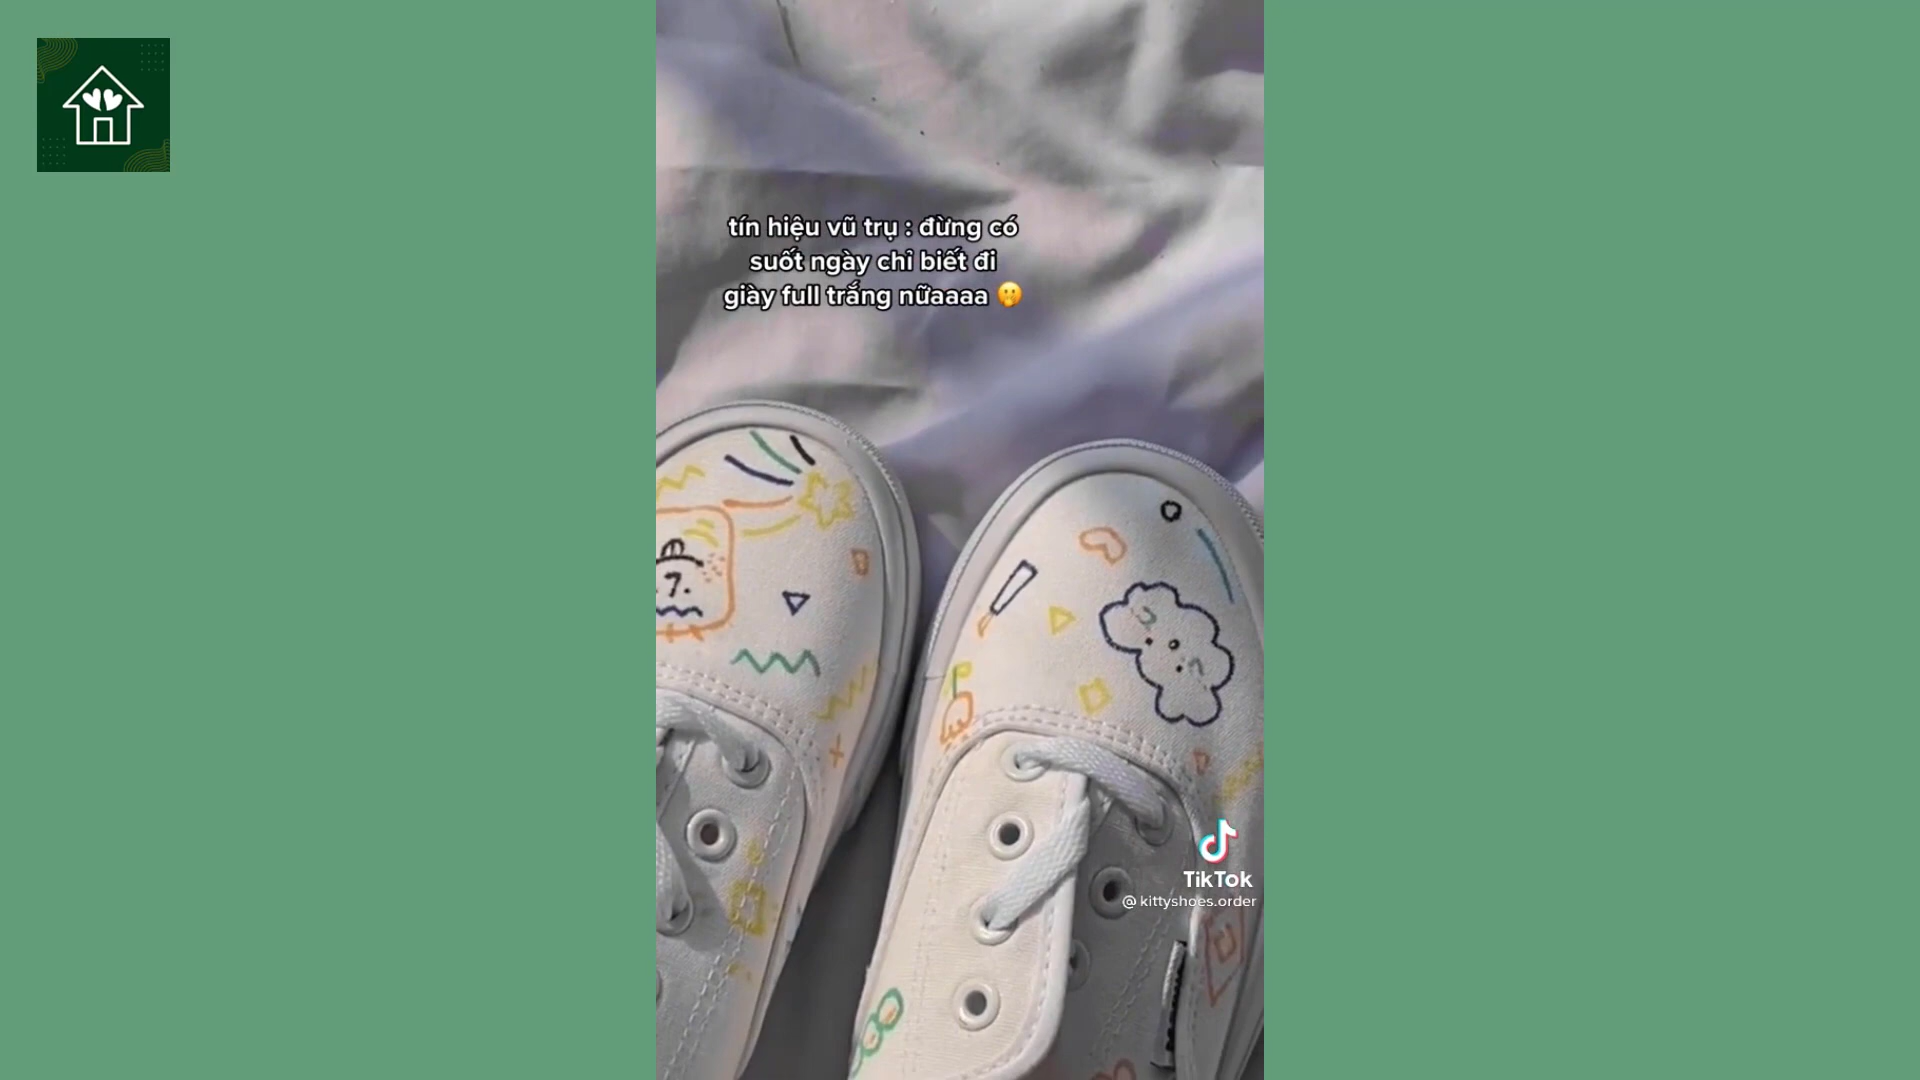 tín hiệu vũ trụ : đừng có
suốt ngày chỉ biết đi
giày full trắng nữaaaa 🤫
TikTok
@kittyshoes.order